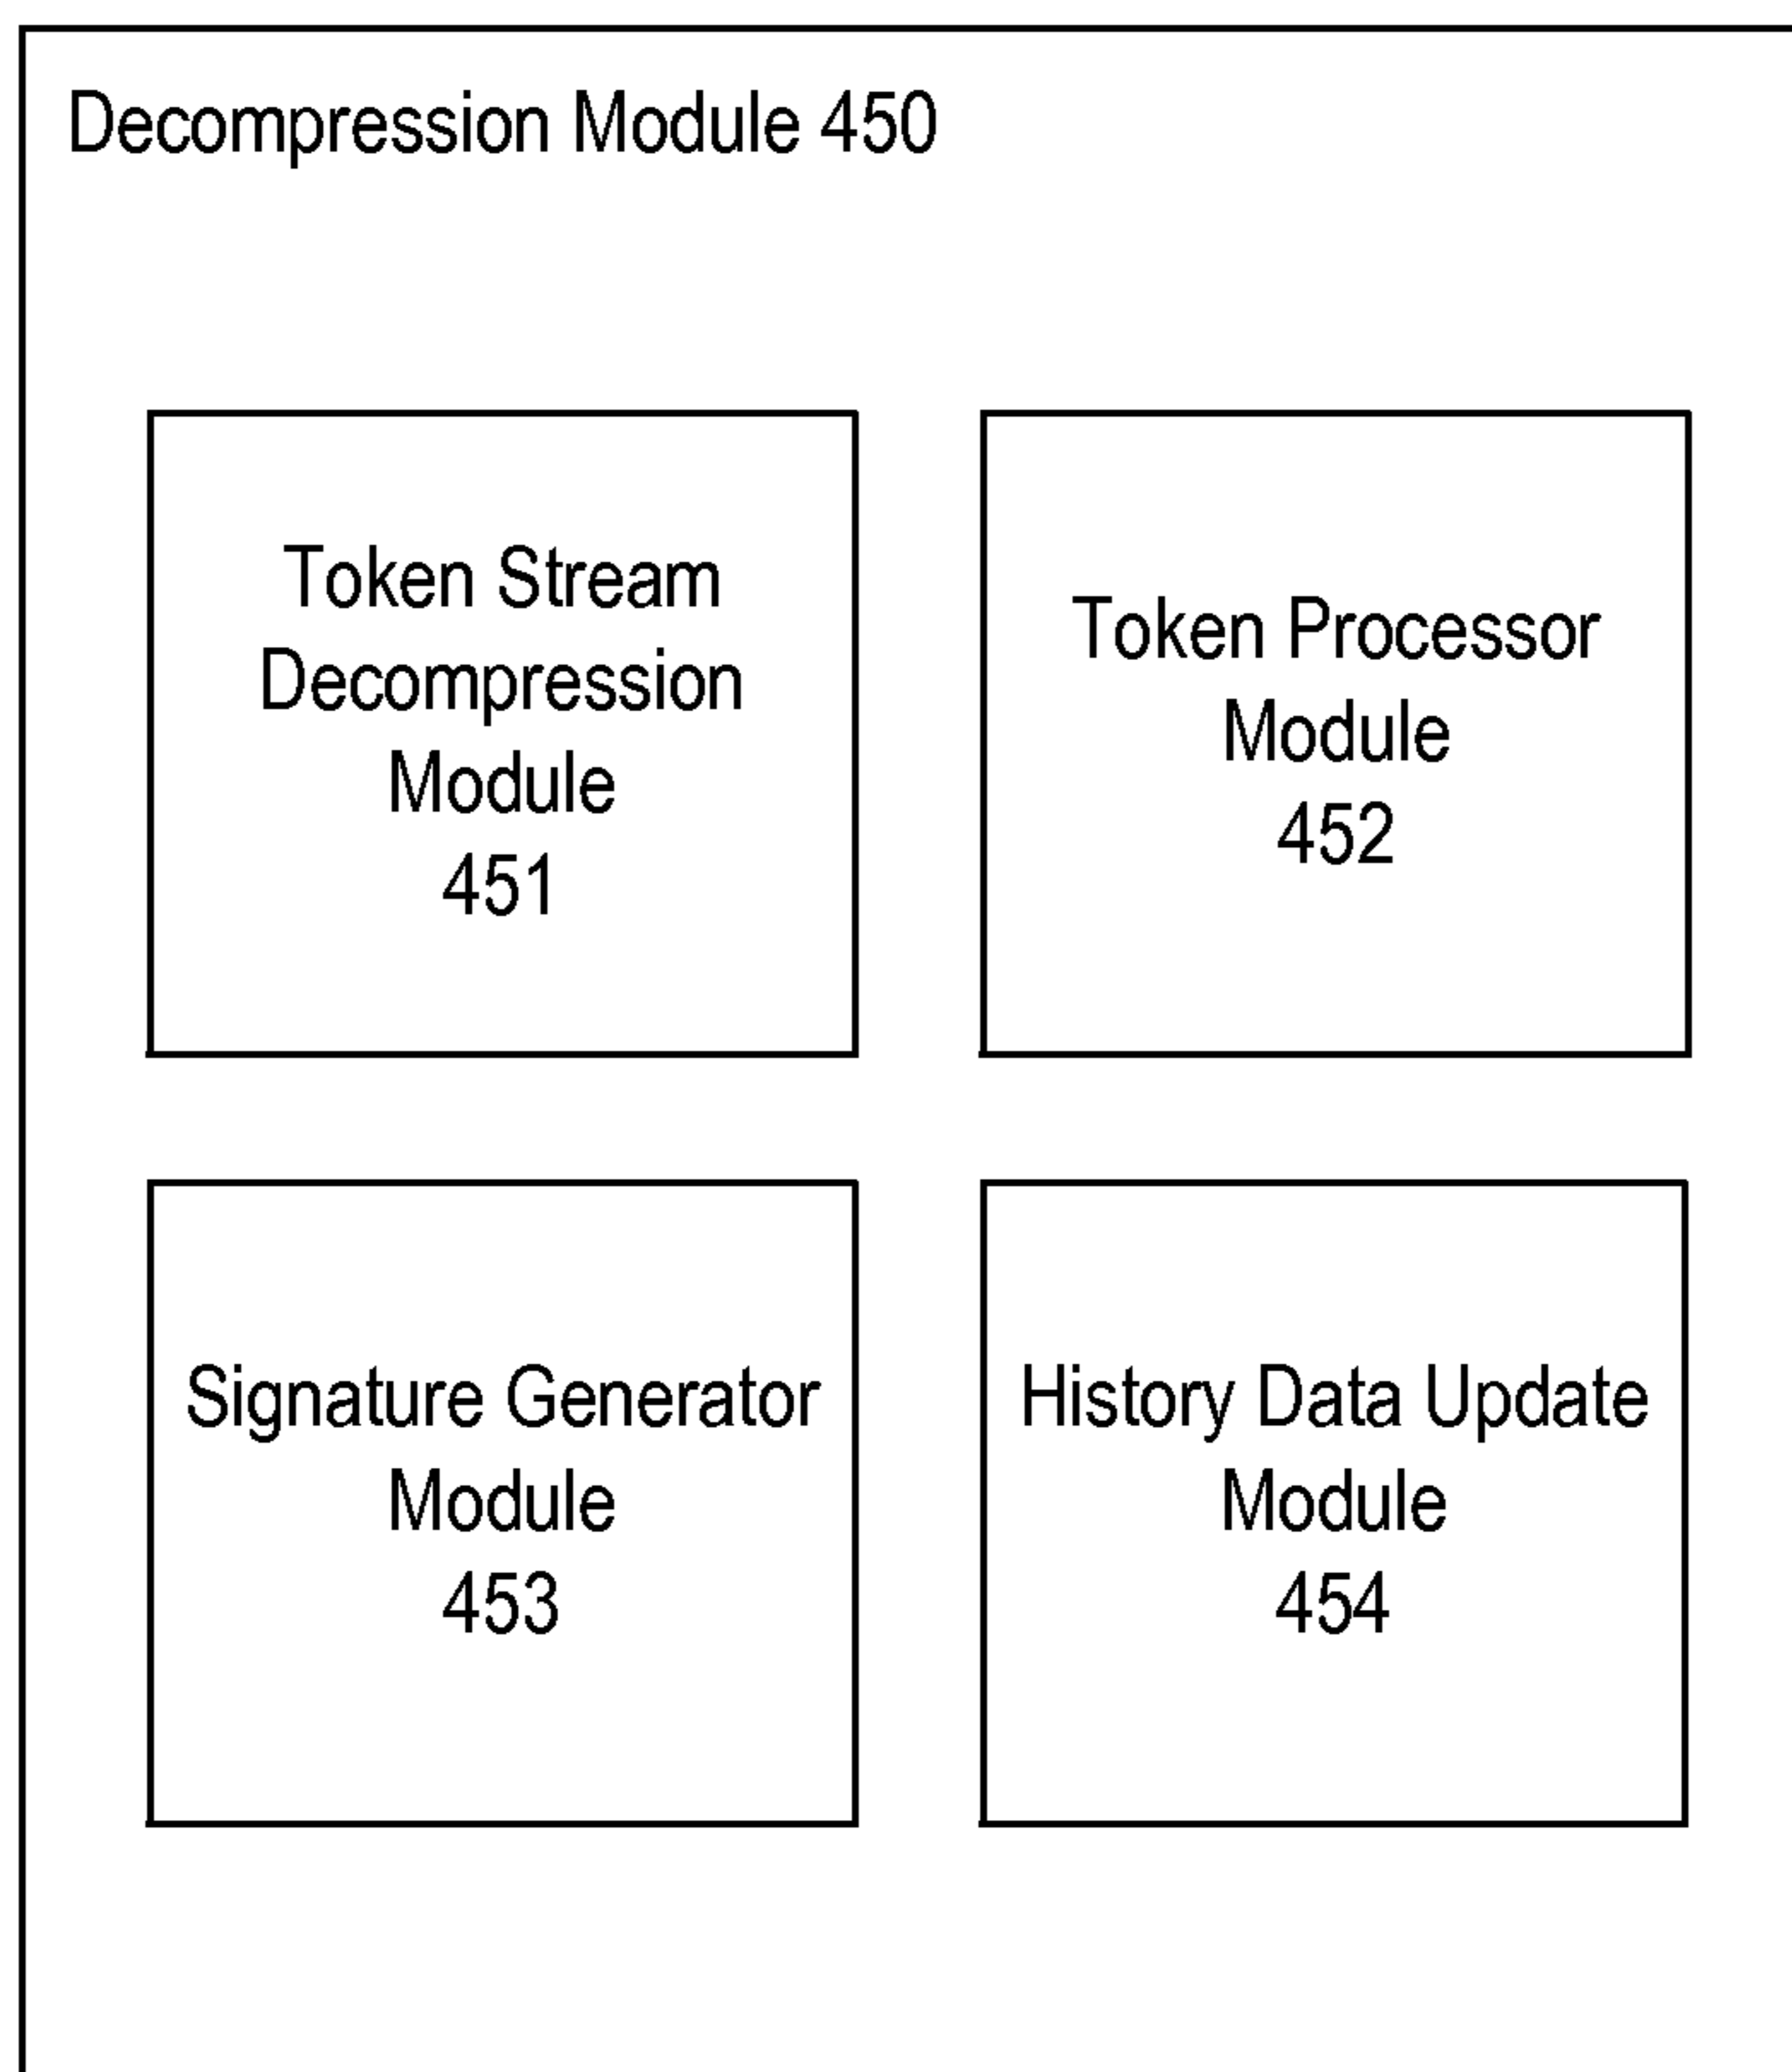 Decompression Module 450
Token Stream
Decompression
Module
451
Token Processor
Module
452
Signature Generator
Module
453
History Data Update
Module
454